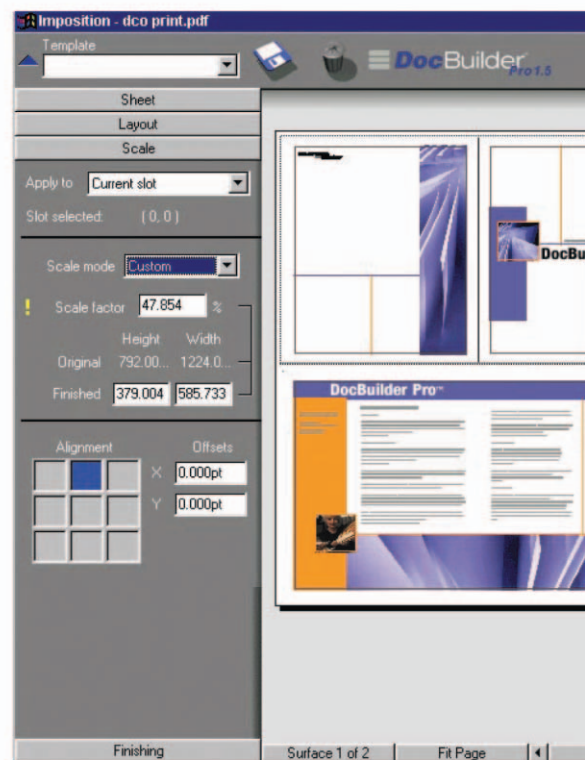 Imposition - dco print.pdf
Template
DocBuilder
Pro 1.5
Sheet
Layout
Scale
Apply to Current slot
Slot selected: (0, 0)
Scale mode Custom
! Scale factor 47.854 %
Height Width
Original 792.00... 1224.0...
Finished 379.004 585.733
Alignment Offsets
X 0.000pt
Y 0.000pt
DocBu
DocBuilder Pro™
Finishing
Surface 1 of 2 Fit Page